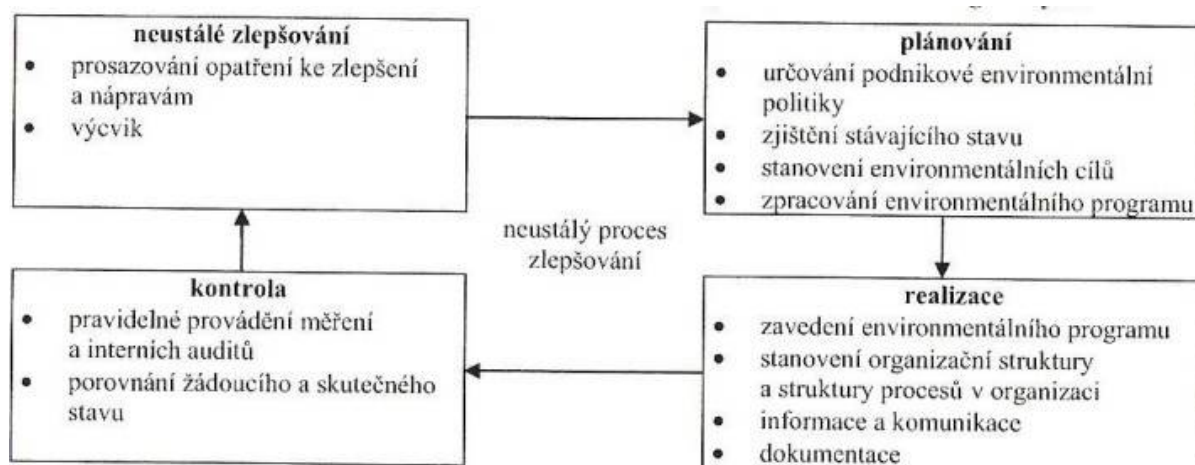 neustálé zlepšování
• prosazování opatření ke zlepšení
a nápravám
• výcvik
plánování
• určování podnikové environmentální
politiky
• zjištění stávajícího stavu
• stanovení environmentálních cílů
• zpracování environmentálního programu
neustálý proces
zlepšování
kontrola
• pravidelné provádění měření
a interních auditů
• porovnání žádoucího a skutečného
stavu
realizace
• zavedení environmentálního programu
• stanovení organizační struktury
a struktury procesů v organizaci
• informace a komunikace
• dokumentace